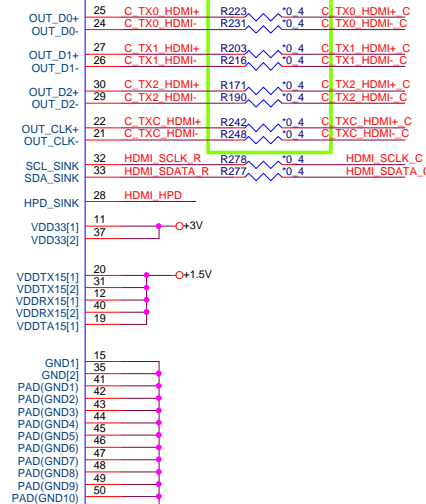 OUT_D0+ 25 C_TX0_HDMI+ R223 *0_4 C_TX0_HDMI+_C
OUT_D0- 24 C_TX0_HDMI- R231 *0_4 C_TX0_HDMI-_C
OUT_D1+ 27 C_TX1_HDMI+ R203 *0_4 C_TX1_HDMI+_C
OUT_D1- 26 C_TX1_HDMI- R216 *0_4 C_TX1_HDMI-_C
OUT_D2+ 30 C_TX2_HDMI+ R171 *0_4 C_TX2_HDMI+_C
OUT_D2- 29 C_TX2_HDMI- R190 *0_4 C_TX2_HDMI-_C
OUT_CLK+ 22 C_TXC_HDMI+ R242 *0_4 C_TXC_HDMI+_C
OUT_CLK- 21 C_TXC_HDMI- R248 *0_4 C_TXC_HDMI-_C
SCL_SINK 32 HDMI_SCLK_R R278 *0_4 HDMI_SCLK_C
SDA_SINK 33 HDMI_SDATA_R R277 *0_4 HDMI_SDATA_C
HPD_SINK 28 HDMI_HPD
VDD33[1] 11 +3V
VDD33[2] 37
VDDTX15[1] 20 +1.5V
VDDTX15[2] 31
VDDRX15[1] 12
VDDRX15[2] 40
VDDTA15[1] 19
GND1] 15
GND[2] 35
PAD(GND1) 41
PAD(GND2) 42
PAD(GND3) 43
PAD(GND4) 44
PAD(GND5) 45
PAD(GND6) 46
PAD(GND7) 47
PAD(GND8) 48
PAD(GND9) 49
PAD(GND10) 50